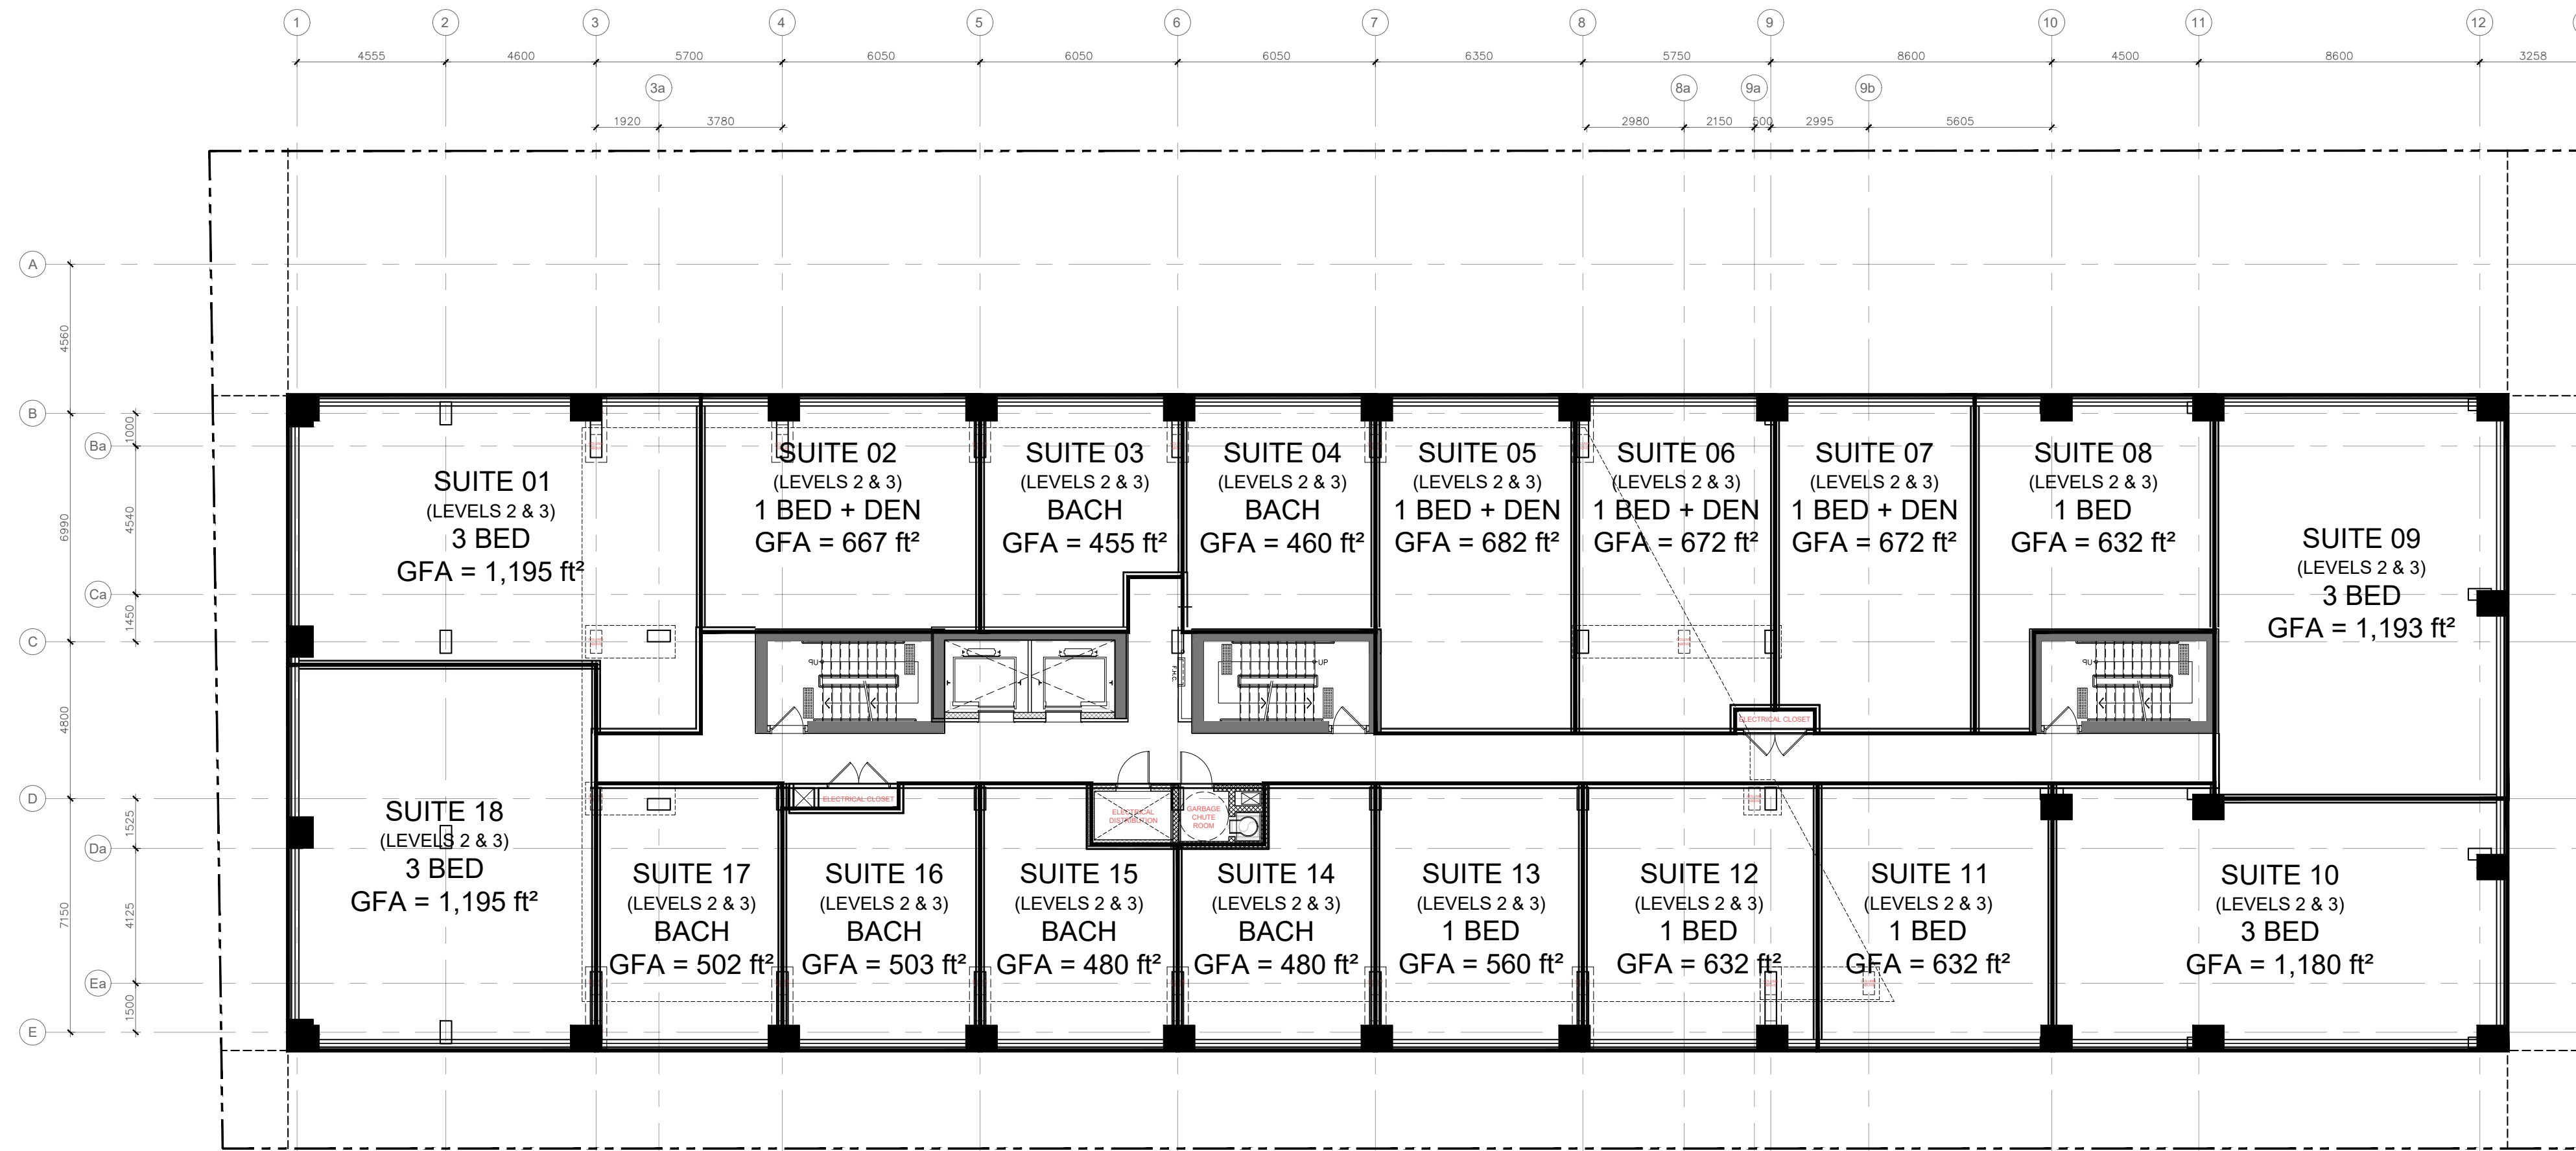 1 2 3 4 5 6 7 8 9 10 11 12
4555 4600 5700 6050 6050 6050 6350 5750 8600 4500 8600 3258
3a 8a 9a 9b
1920 3780 2980 2150 500 2995 5605
A
4560
B
1000
Ba
6990
4540
Ca
1450
C
4800
D
1525
Da
7150
4125
Ea
1500
E
SUITE 01
(LEVELS 2 & 3)
3 BED
GFA = 1,195 ft²
SUITE 02
(LEVELS 2 & 3)
1 BED + DEN
GFA = 667 ft²
SUITE 03
(LEVELS 2 & 3)
BACH
GFA = 455 ft²
SUITE 04
(LEVELS 2 & 3)
BACH
GFA = 460 ft²
SUITE 05
(LEVELS 2 & 3)
1 BED + DEN
GFA = 682 ft²
SUITE 06
(LEVELS 2 & 3)
1 BED + DEN
GFA = 672 ft²
SUITE 07
(LEVELS 2 & 3)
1 BED + DEN
GFA = 672 ft²
SUITE 08
(LEVELS 2 & 3)
1 BED
GFA = 632 ft²
SUITE 09
(LEVELS 2 & 3)
3 BED
GFA = 1,193 ft²
UP
F.H.C.
UP
UP
ELECTRICAL CLOSET
ELECTRICAL CLOSET
ELECTRICAL
DISTRIBUTION
GARBAGE
CHUTE
ROOM
SUITE 18
(LEVELS 2 & 3)
3 BED
GFA = 1,195 ft²
SUITE 17
(LEVELS 2 & 3)
BACH
GFA = 502 ft²
SUITE 16
(LEVELS 2 & 3)
BACH
GFA = 503 ft²
SUITE 15
(LEVELS 2 & 3)
BACH
GFA = 480 ft²
SUITE 14
(LEVELS 2 & 3)
BACH
GFA = 480 ft²
SUITE 13
(LEVELS 2 & 3)
1 BED
GFA = 560 ft²
SUITE 12
(LEVELS 2 & 3)
1 BED
GFA = 632 ft²
SUITE 11
(LEVELS 2 & 3)
1 BED
GFA = 632 ft²
SUITE 10
(LEVELS 2 & 3)
3 BED
GFA = 1,180 ft²